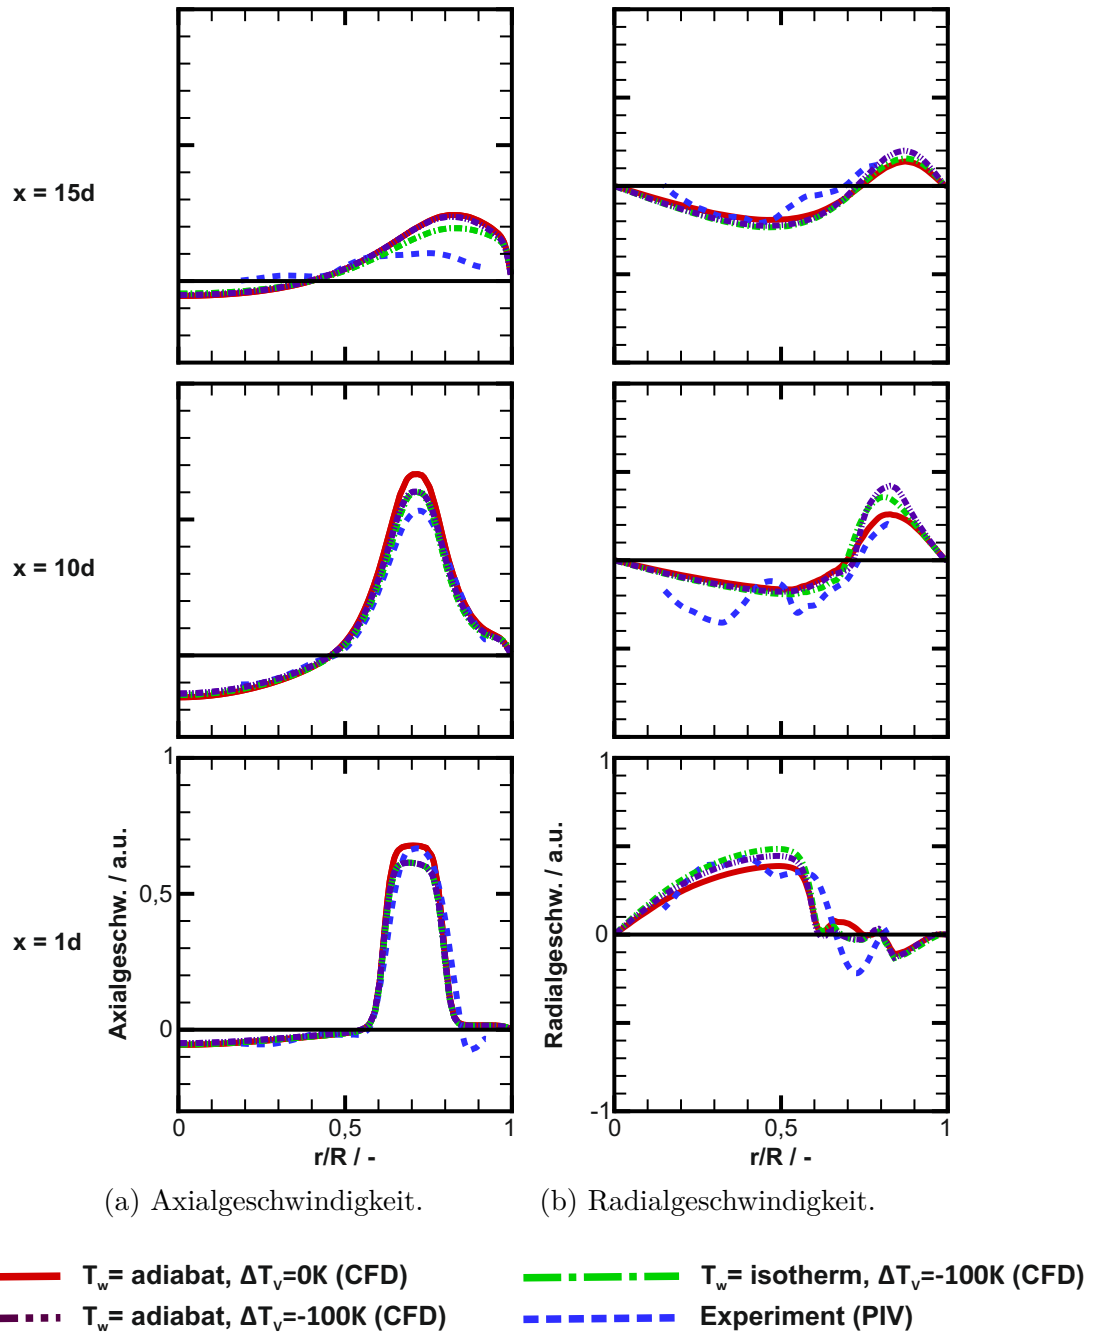 x = 15d
x = 10d
x = 1d
1
0,5
0
Axialgeschw. / a.u.
0
0,5
1
r/R / -
1
0
-1
Radialgeschw. / a.u.
0
0,5
1
r/R / -
(a) Axialgeschwindigkeit.
(b) Radialgeschwindigkeit.
T_w= adiabat, ΔT_V=0K (CFD)
T_w= isotherm, ΔT_V=-100K (CFD)
T_w= adiabat, ΔT_V=-100K (CFD)
Experiment (PIV)